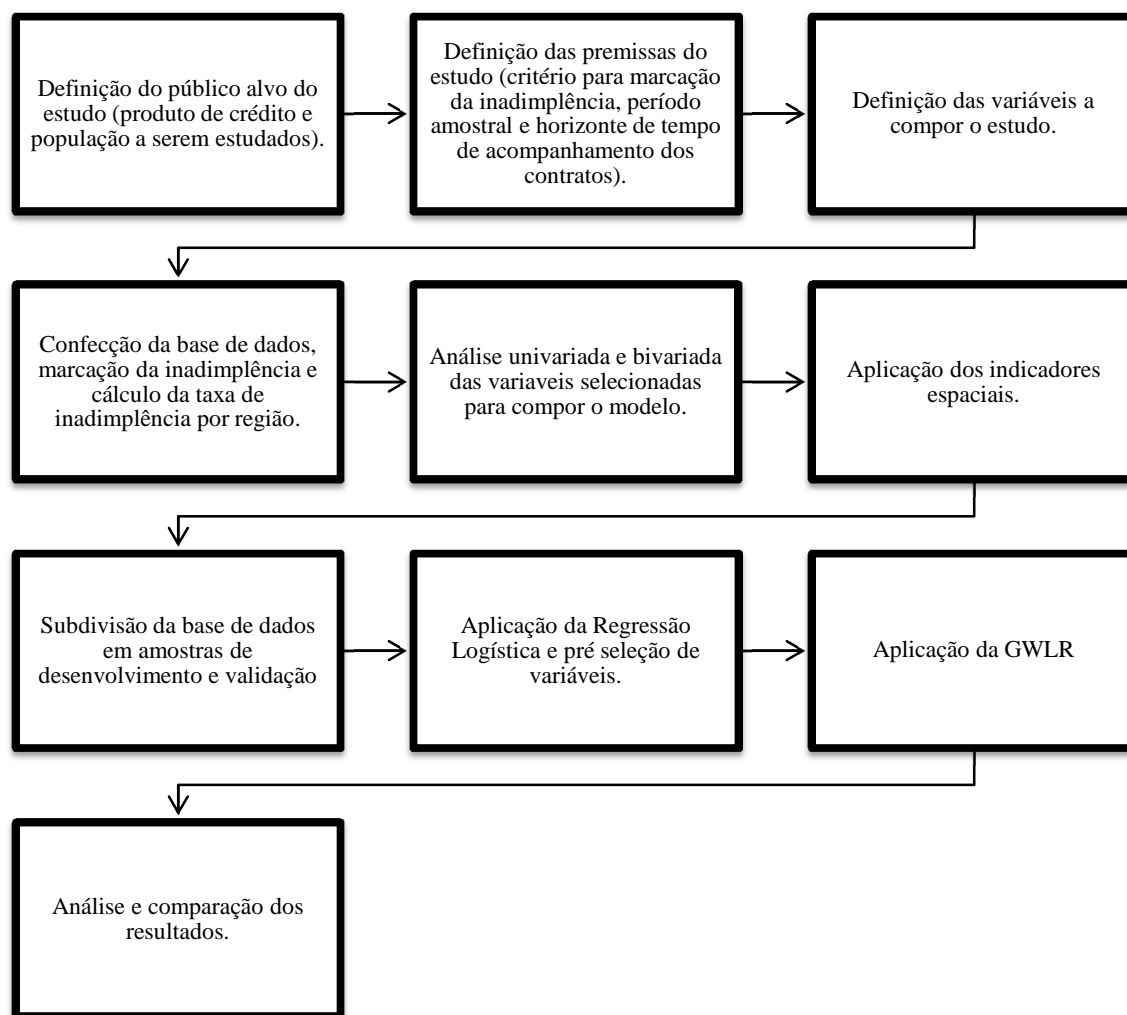 Definição do público alvo do
estudo (produto de crédito e
população a serem estudados).
Definição das premissas do
estudo (critério para marcação
da inadimplência, período
amostral e horizonte de tempo
de acompanhamento dos
contratos).
Definição das variáveis a
compor o estudo.
Confecção da base de dados,
marcação da inadimplência e
cálculo da taxa de
inadimplência por região.
Análise univariada e bivariada
das variaveis selecionadas
para compor o modelo.
Aplicação dos indicadores
espaciais.
Subdivisão da base de dados
em amostras de
desenvolvimento e validação
Aplicação da Regressão
Logística e pré seleção de
variáveis.
Aplicação da GWLR
Análise e comparação dos
resultados.